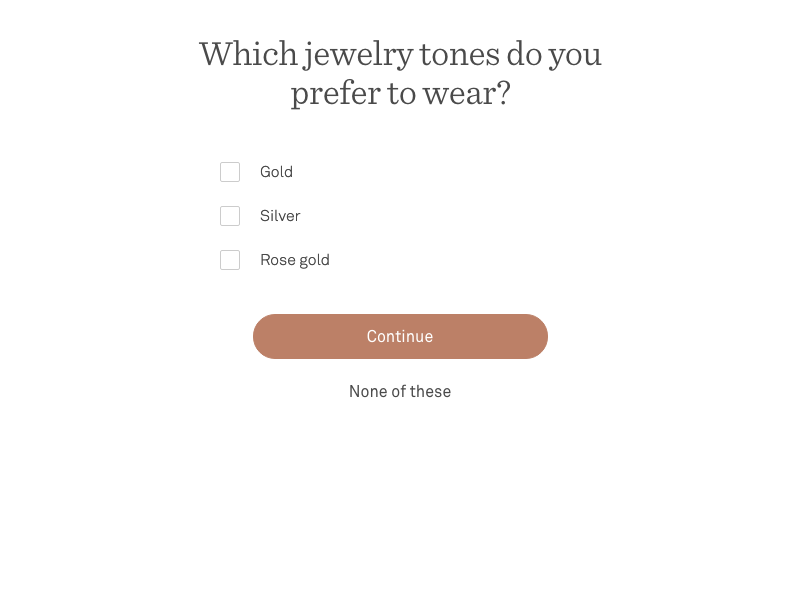 Which jewelry tones do you
prefer to wear?
Gold
Silver
Rose gold
Continue
None of these